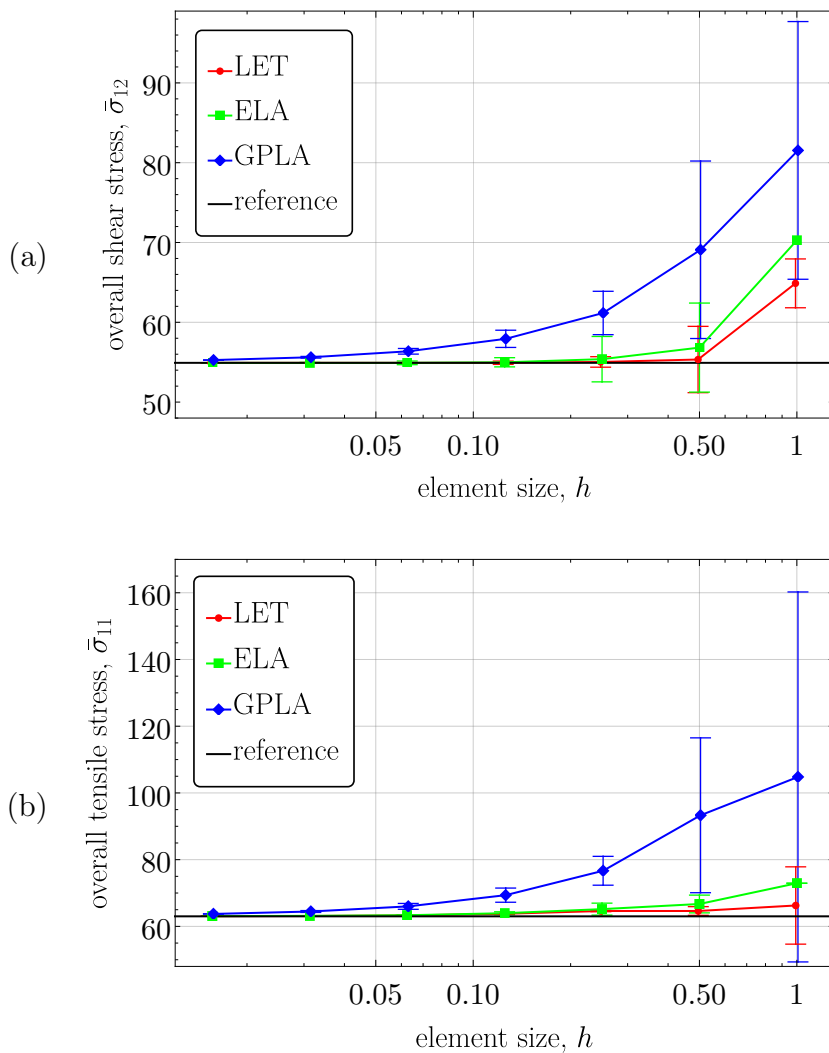 (a)
overall shear stress, σ̄₁₂
90
80
70
60
50
LET
ELA
GPLA
reference
0.05 0.10 0.50 1
element size, h
(b)
overall tensile stress, σ̄₁₁
160
140
120
100
80
60
LET
ELA
GPLA
reference
0.05 0.10 0.50 1
element size, h